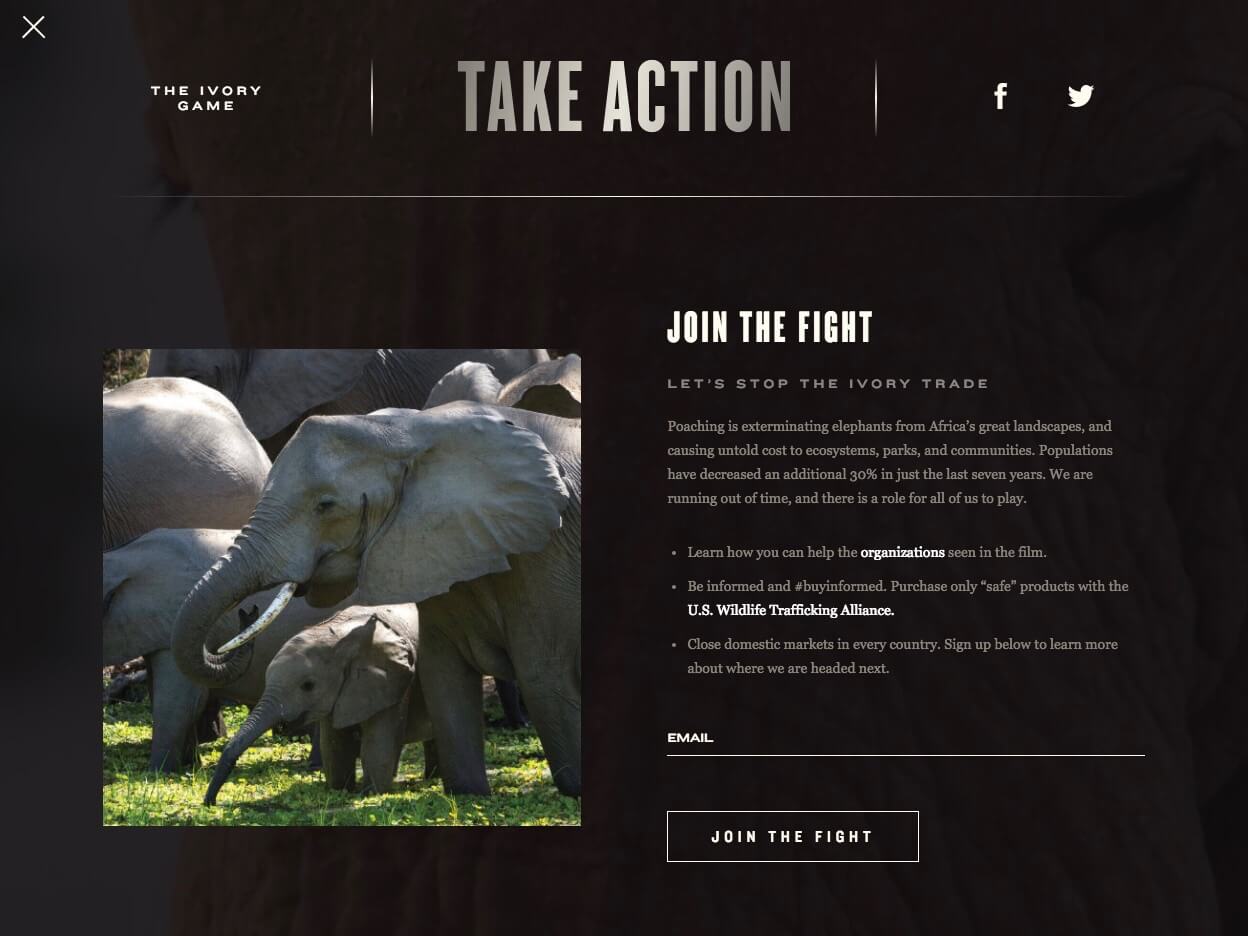 THE IVORY
GAME
TAKE ACTION
JOIN THE FIGHT
LET’S STOP THE IVORY TRADE
Poaching is exterminating elephants from Africa’s great landscapes, and
causing untold cost to ecosystems, parks, and communities. Populations
have decreased an additional 30% in just the last seven years. We are
running out of time, and there is a role for all of us to play.
• Learn how you can help the organizations seen in the film.
• Be informed and #buyinformed. Purchase only “safe” products with the
U.S. Wildlife Trafficking Alliance.
• Close domestic markets in every country. Sign up below to learn more
about where we are headed next.
EMAIL
JOIN THE FIGHT